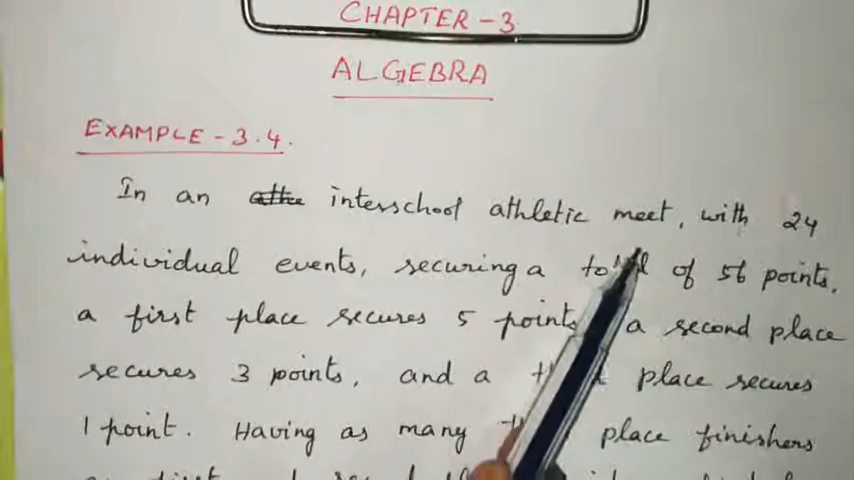 CHAPTER - 3
ALGEBRA
EXAMPLE - 3.4.
In an interschool athletic meet, with 24
individual events, securing a total of 56 points,
a first place secures 5 points, a second place
secures 3 points, and a place secures
1 point. Having as many place finishers